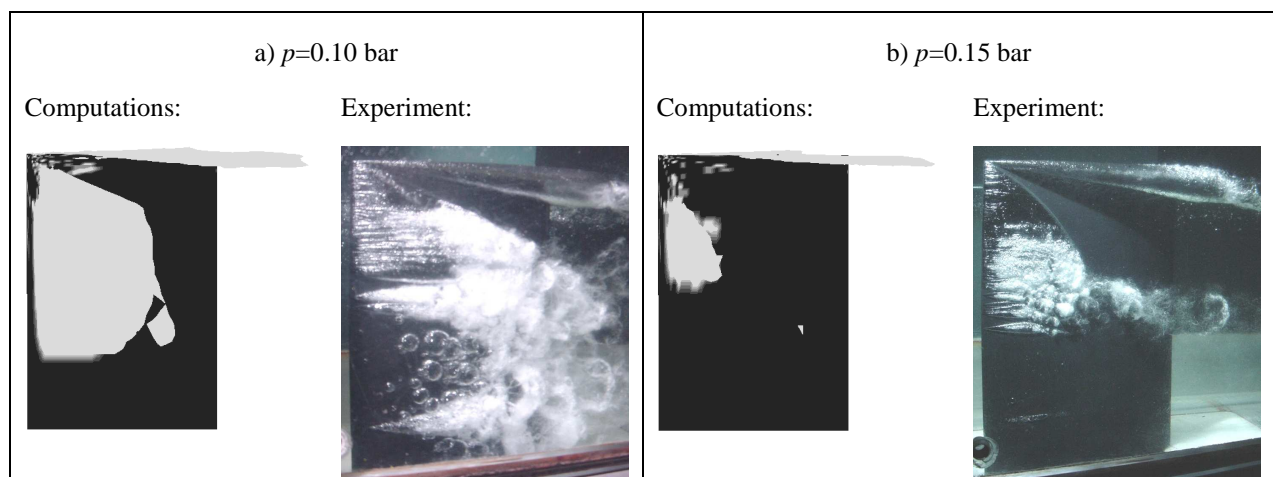 a) p=0.10 bar
Computations:
Experiment:
b) p=0.15 bar
Computations:
Experiment: